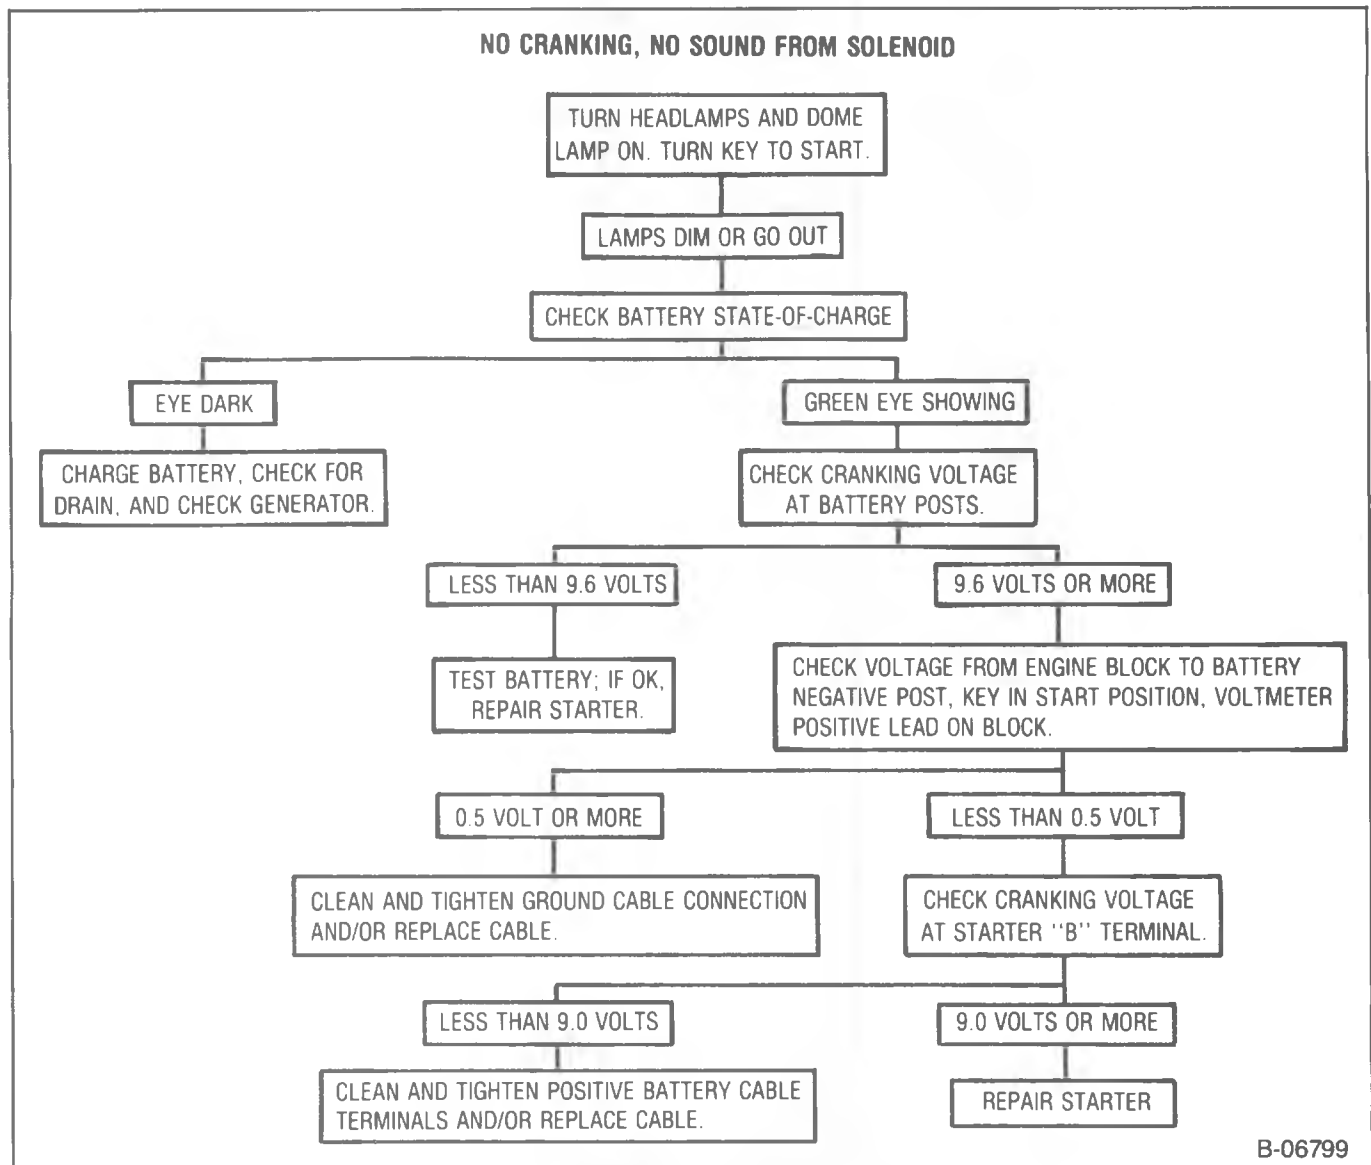 NO CRANKING, NO SOUND FROM SOLENOID
TURN HEADLAMPS AND DOME
LAMP ON. TURN KEY TO START.
LAMPS DIM OR GO OUT
CHECK BATTERY STATE-OF-CHARGE
EYE DARK
GREEN EYE SHOWING
CHARGE BATTERY, CHECK FOR
DRAIN, AND CHECK GENERATOR.
CHECK CRANKING VOLTAGE
AT BATTERY POSTS.
LESS THAN 9.6 VOLTS
9.6 VOLTS OR MORE
TEST BATTERY; IF OK,
REPAIR STARTER.
CHECK VOLTAGE FROM ENGINE BLOCK TO BATTERY
NEGATIVE POST, KEY IN START POSITION, VOLTMETER
POSITIVE LEAD ON BLOCK.
0.5 VOLT OR MORE
LESS THAN 0.5 VOLT
CLEAN AND TIGHTEN GROUND CABLE CONNECTION
AND/OR REPLACE CABLE.
CHECK CRANKING VOLTAGE
AT STARTER "B" TERMINAL.
LESS THAN 9.0 VOLTS
9.0 VOLTS OR MORE
CLEAN AND TIGHTEN POSITIVE BATTERY CABLE
TERMINALS AND/OR REPLACE CABLE.
REPAIR STARTER
B-06799